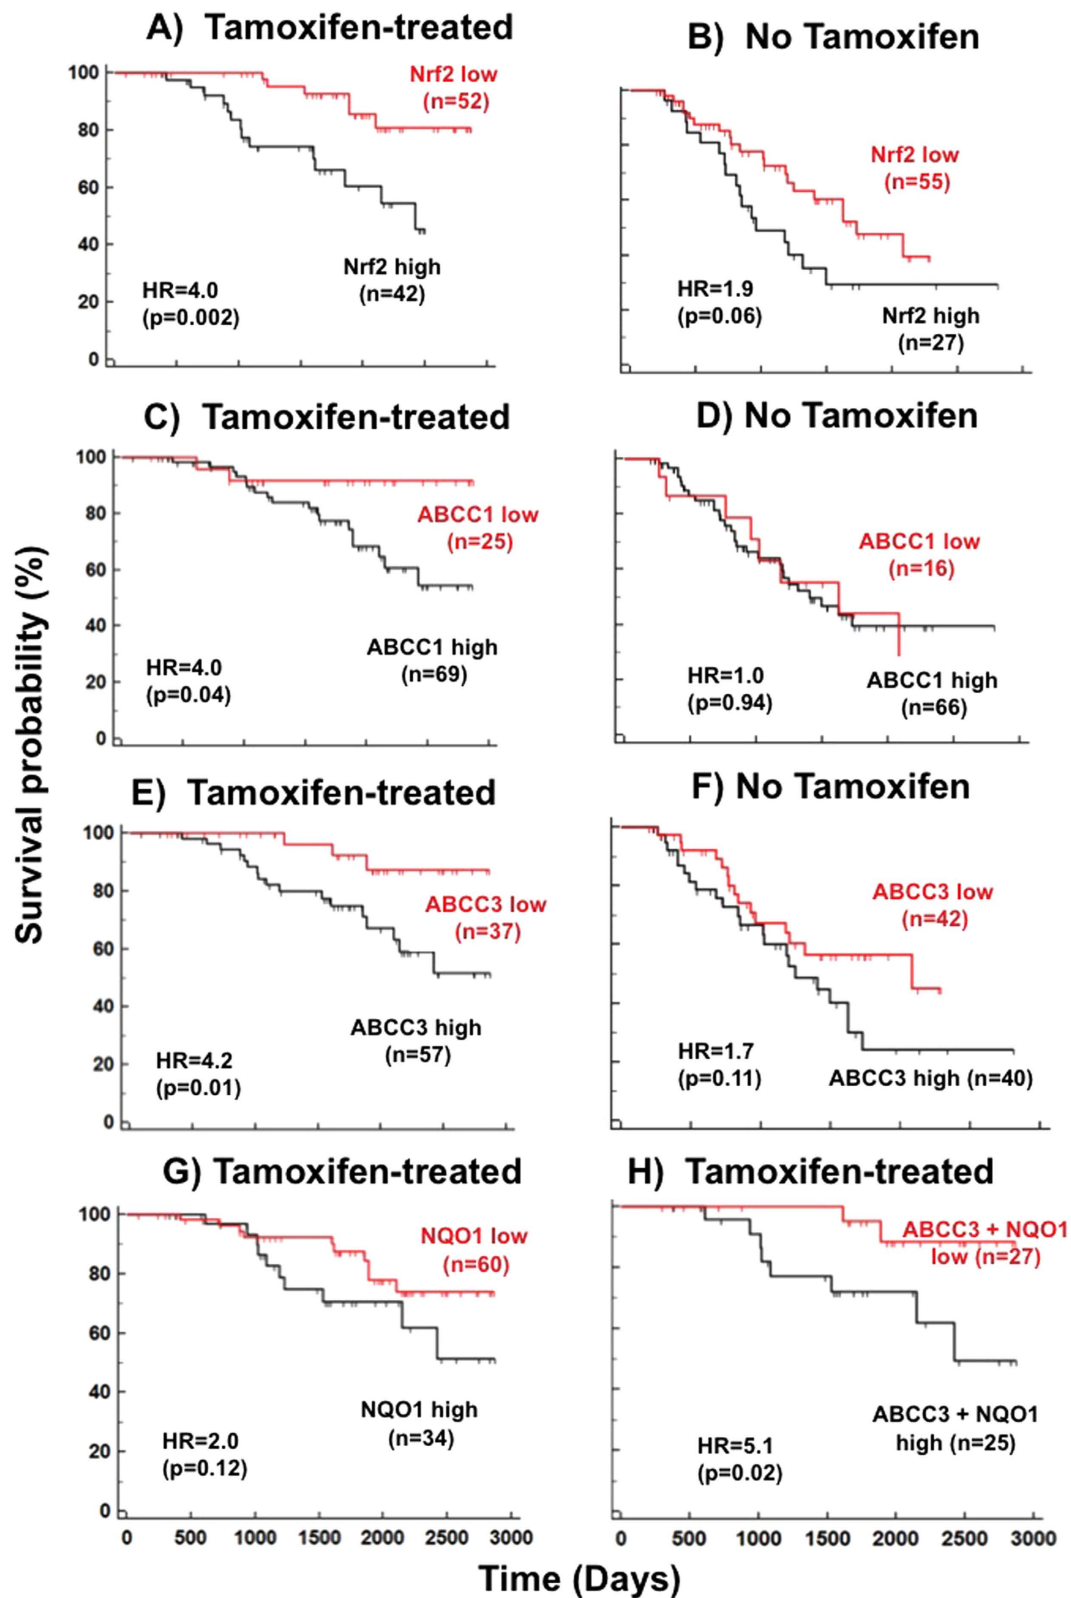 A) Tamoxifen-treated
100
80
60
40
20
0
Nrf2 low
(n=52)
Nrf2 high
(n=42)
HR=4.0
(p=0.002)
B) No Tamoxifen
Nrf2 low
(n=55)
HR=1.9
(p=0.06)
Nrf2 high
(n=27)
C) Tamoxifen-treated
100
80
60
40
20
0
ABCC1 low
(n=25)
ABCC1 high
(n=69)
HR=4.0
(p=0.04)
D) No Tamoxifen
ABCC1 low
(n=16)
HR=1.0
(p=0.94)
ABCC1 high
(n=66)
Survival probability (%)
E) Tamoxifen-treated
100
80
60
40
20
0
ABCC3 low
(n=37)
ABCC3 high
(n=57)
HR=4.2
(p=0.01)
F) No Tamoxifen
ABCC3 low
(n=42)
HR=1.7
(p=0.11)
ABCC3 high (n=40)
G) Tamoxifen-treated
100
80
60
40
20
0
NQO1 low
(n=60)
NQO1 high
(n=34)
HR=2.0
(p=0.12)
0 500 1000 1500 2000 2500 3000
H) Tamoxifen-treated
ABCC3 + NQO1
low (n=27)
ABCC3 + NQO1
high (n=25)
HR=5.1
(p=0.02)
0 500 1000 1500 2000 2500 3000
Time (Days)